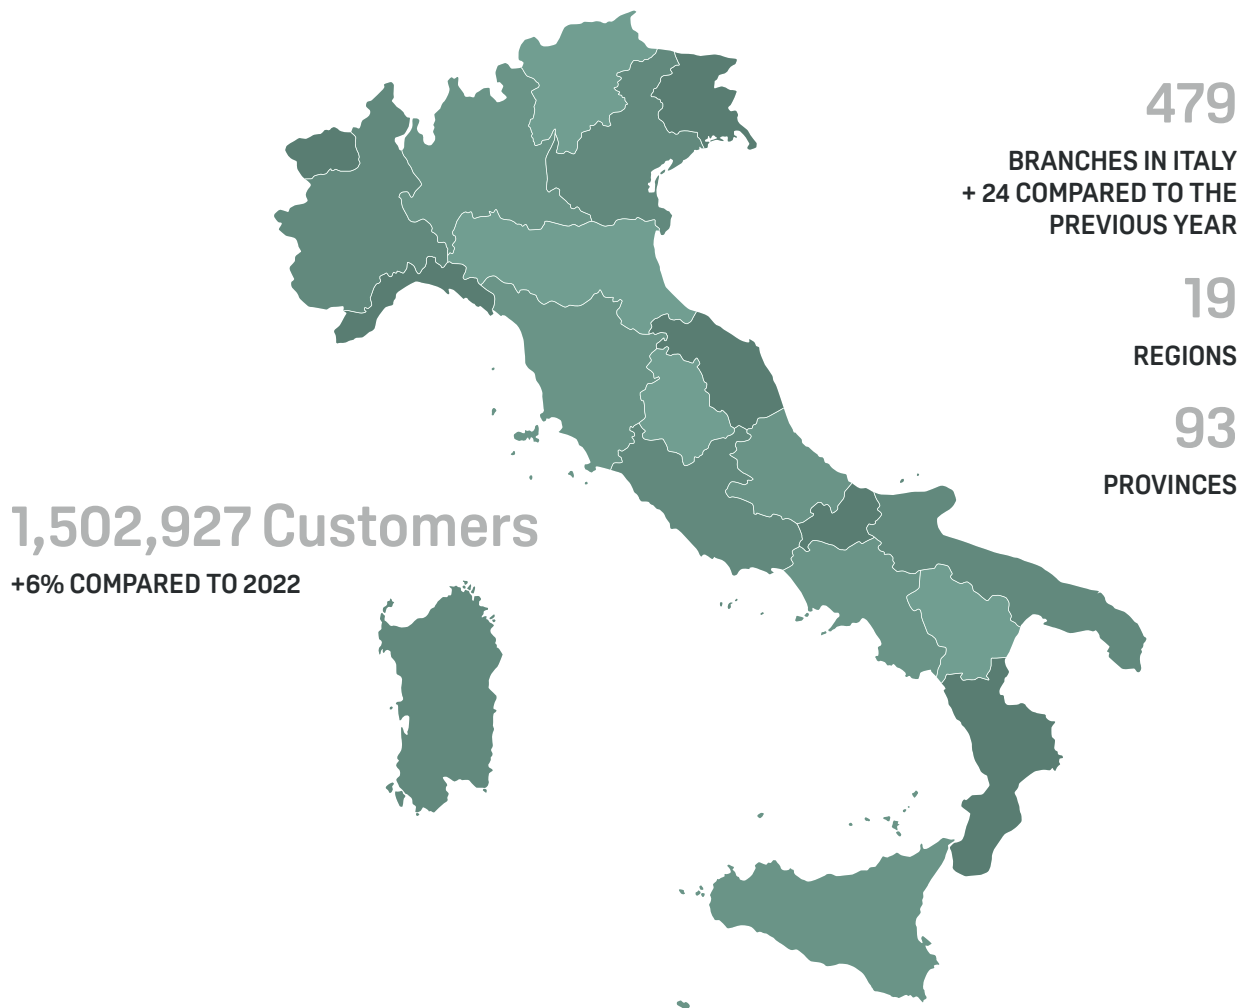 479
BRANCHES IN ITALY
+ 24 COMPARED TO THE
PREVIOUS YEAR
19
REGIONS
93
PROVINCES
1,502,927 Customers
+6% COMPARED TO 2022